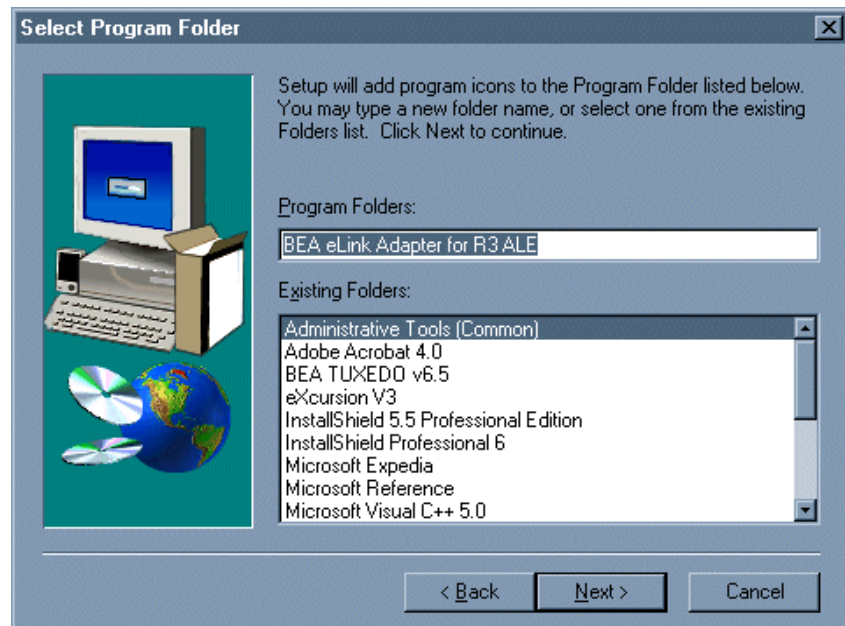 Select Program Folder
Setup will add program icons to the Program Folder listed below.
You may type a new folder name, or select one from the existing
Folders list. Click Next to continue.
Program Folders:
BEA eLink Adapter for R3 ALE
Existing Folders:
Administrative Tools (Common)
Adobe Acrobat 4.0
BEA TUXEDO v6.5
eXcursion V3
InstallShield 5.5 Professional Edition
InstallShield Professional 6
Microsoft Expedia
Microsoft Reference
Microsoft Visual C++ 5.0
< Back
Next >
Cancel